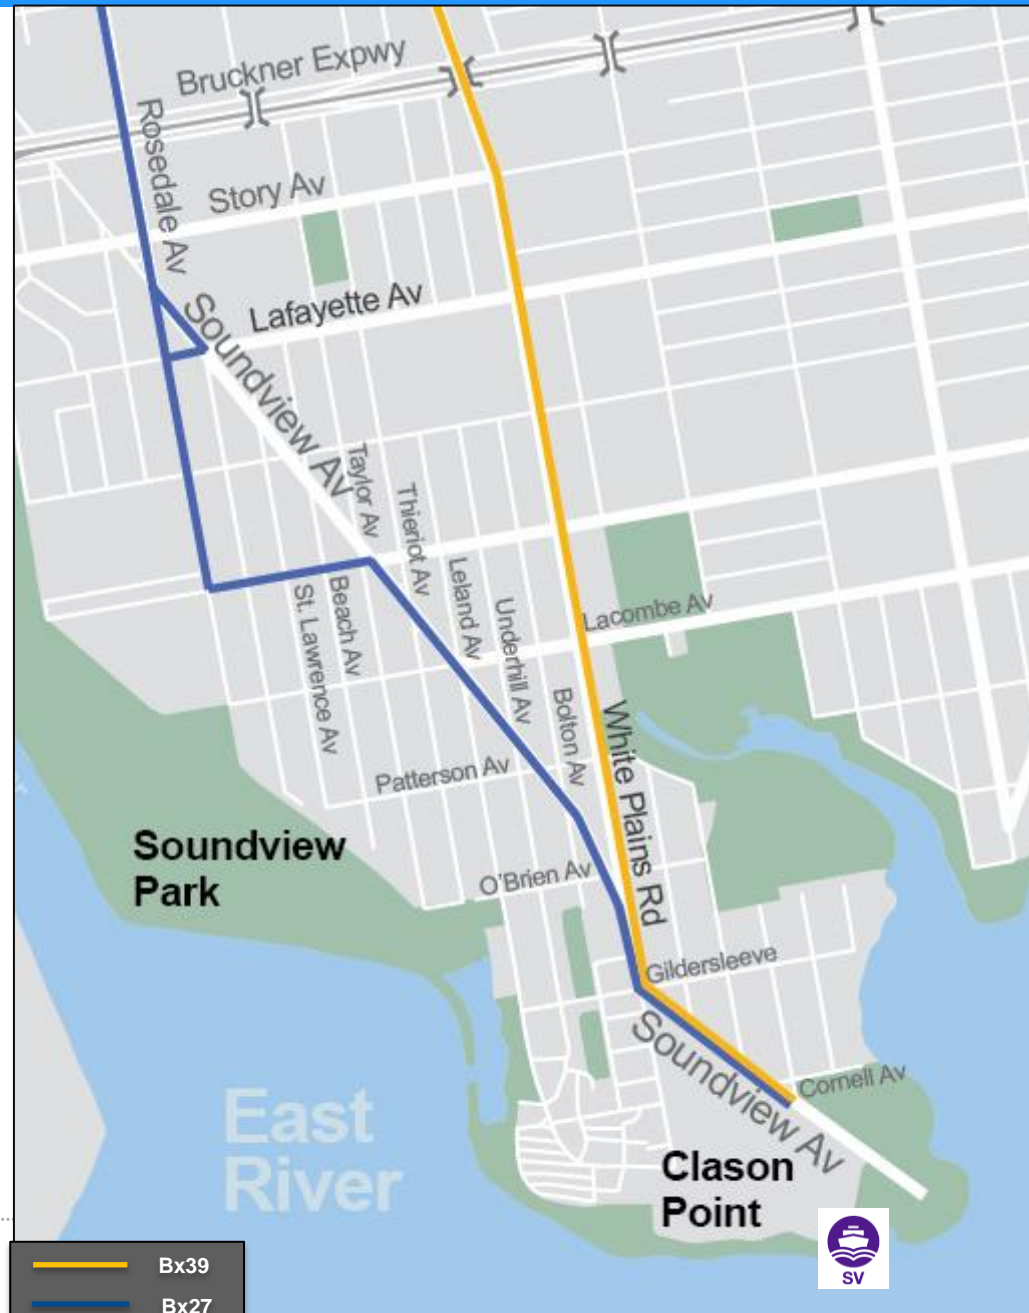 Bruckner Expwy
Rosedale Av
Story Av
Soundview Av
Lafayette Av
Taylor Av
Thieriot Av
Leland Av
Beach Av
St. Lawrence Av
Underhill Av
Lacombe Av
Bolton Av
White Plains Rd
Patterson Av
Soundview
Park
O'Brien Av
Gildersleeve
Soundview Av
Cornell Av
East
River
Clason
Point
SV
Bx39
Bx27